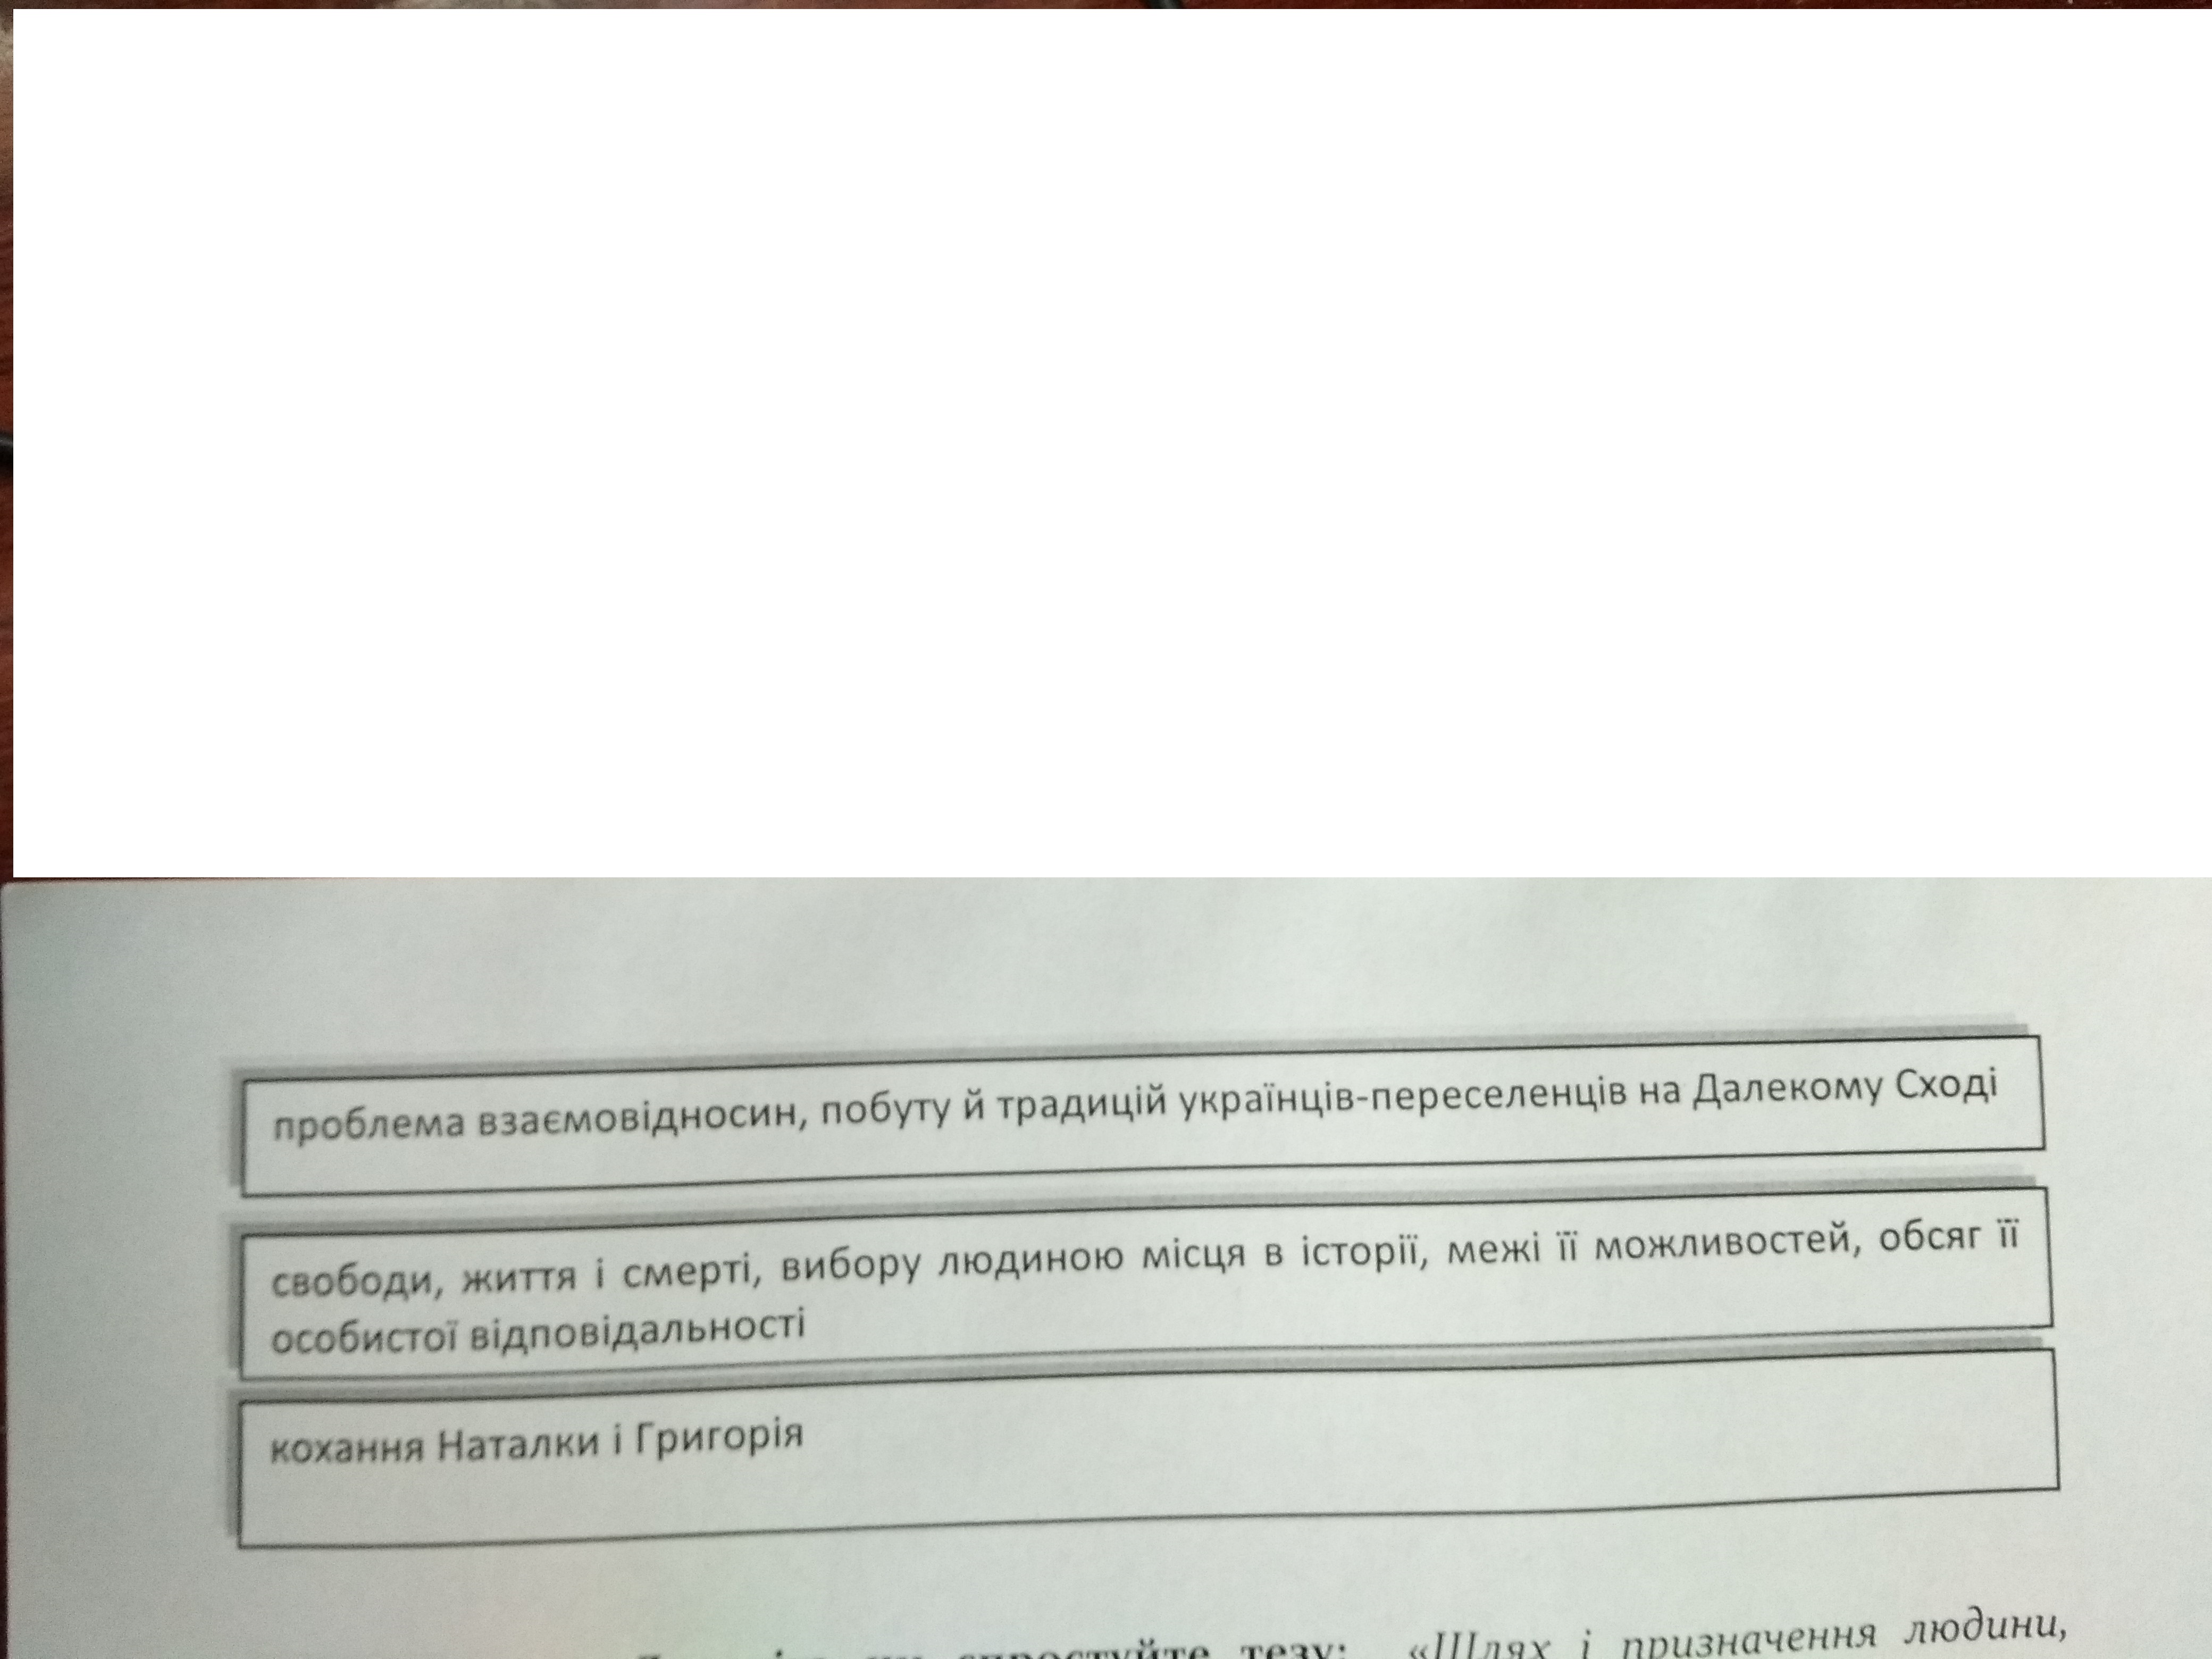 проблема взаємовідносин, побуту й традицій українців-переселенців на Далекому Сході
свободи, життя і смерті, вибору людиною місця в історії, межі її можливостей, обсяг її
особистої відповідальності
кохання Наталки і Григорія
спростуйте тезу: «Шлях і призначення людини,